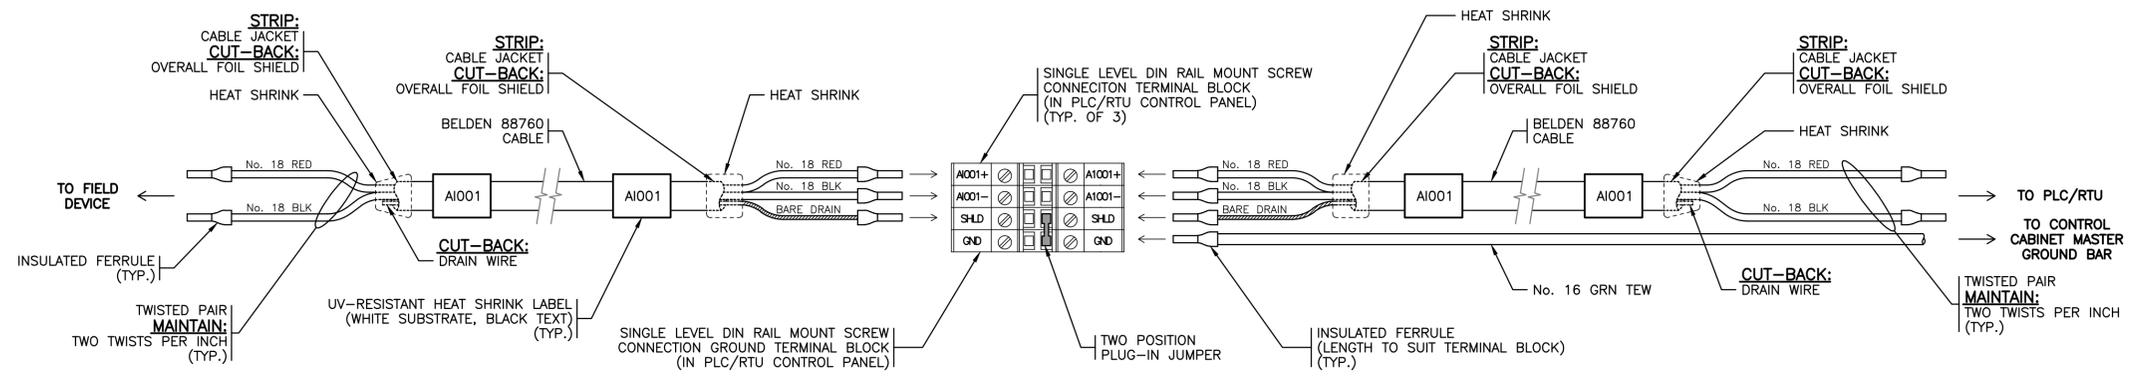 STRIP:
CABLE JACKET
CUT-BACK:
OVERALL FOIL SHIELD
HEAT SHRINK
No. 18 RED
TO FIELD
DEVICE
No. 18 BLK
INSULATED FERRULE
(TYP.)
TWISTED PAIR
MAINTAIN:
TWO TWISTS PER INCH
(TYP.)
CUT-BACK:
DRAIN WIRE
AI001
STRIP:
CABLE JACKET
CUT-BACK:
OVERALL FOIL SHIELD
BELDEN 88760
CABLE
AI001
UV-RESISTANT HEAT SHRINK LABEL
(WHITE SUBSTRATE, BLACK TEXT)
(TYP.)
HEAT SHRINK
No. 18 RED
No. 18 BLK
BARE DRAIN
SINGLE LEVEL DIN RAIL MOUNT SCREW
CONNECITON TERMINAL BLOCK
(IN PLC/RTU CONTROL PANEL)
(TYP. OF 3)
AI001+
A1001+
AI001-
A1001-
SHLD
SHLD
GND
GND
SINGLE LEVEL DIN RAIL MOUNT SCREW
CONNECTION GROUND TERMINAL BLOCK
(IN PLC/RTU CONTROL PANEL)
TWO POSITION
PLUG-IN JUMPER
HEAT SHRINK
STRIP:
CABLE JACKET
CUT-BACK:
OVERALL FOIL SHIELD
No. 18 RED
No. 18 BLK
BARE DRAIN
INSULATED FERRULE
(LENGTH TO SUIT TERMINAL BLOCK)
(TYP.)
AI001
BELDEN 88760
CABLE
No. 16 GRN TEW
AI001
STRIP:
CABLE JACKET
CUT-BACK:
OVERALL FOIL SHIELD
HEAT SHRINK
No. 18 RED
No. 18 BLK
CUT-BACK:
DRAIN WIRE
TO PLC/RTU
TO CONTROL
CABINET MASTER
GROUND BAR
TWISTED PAIR
MAINTAIN:
TWO TWISTS PER INCH
(TYP.)